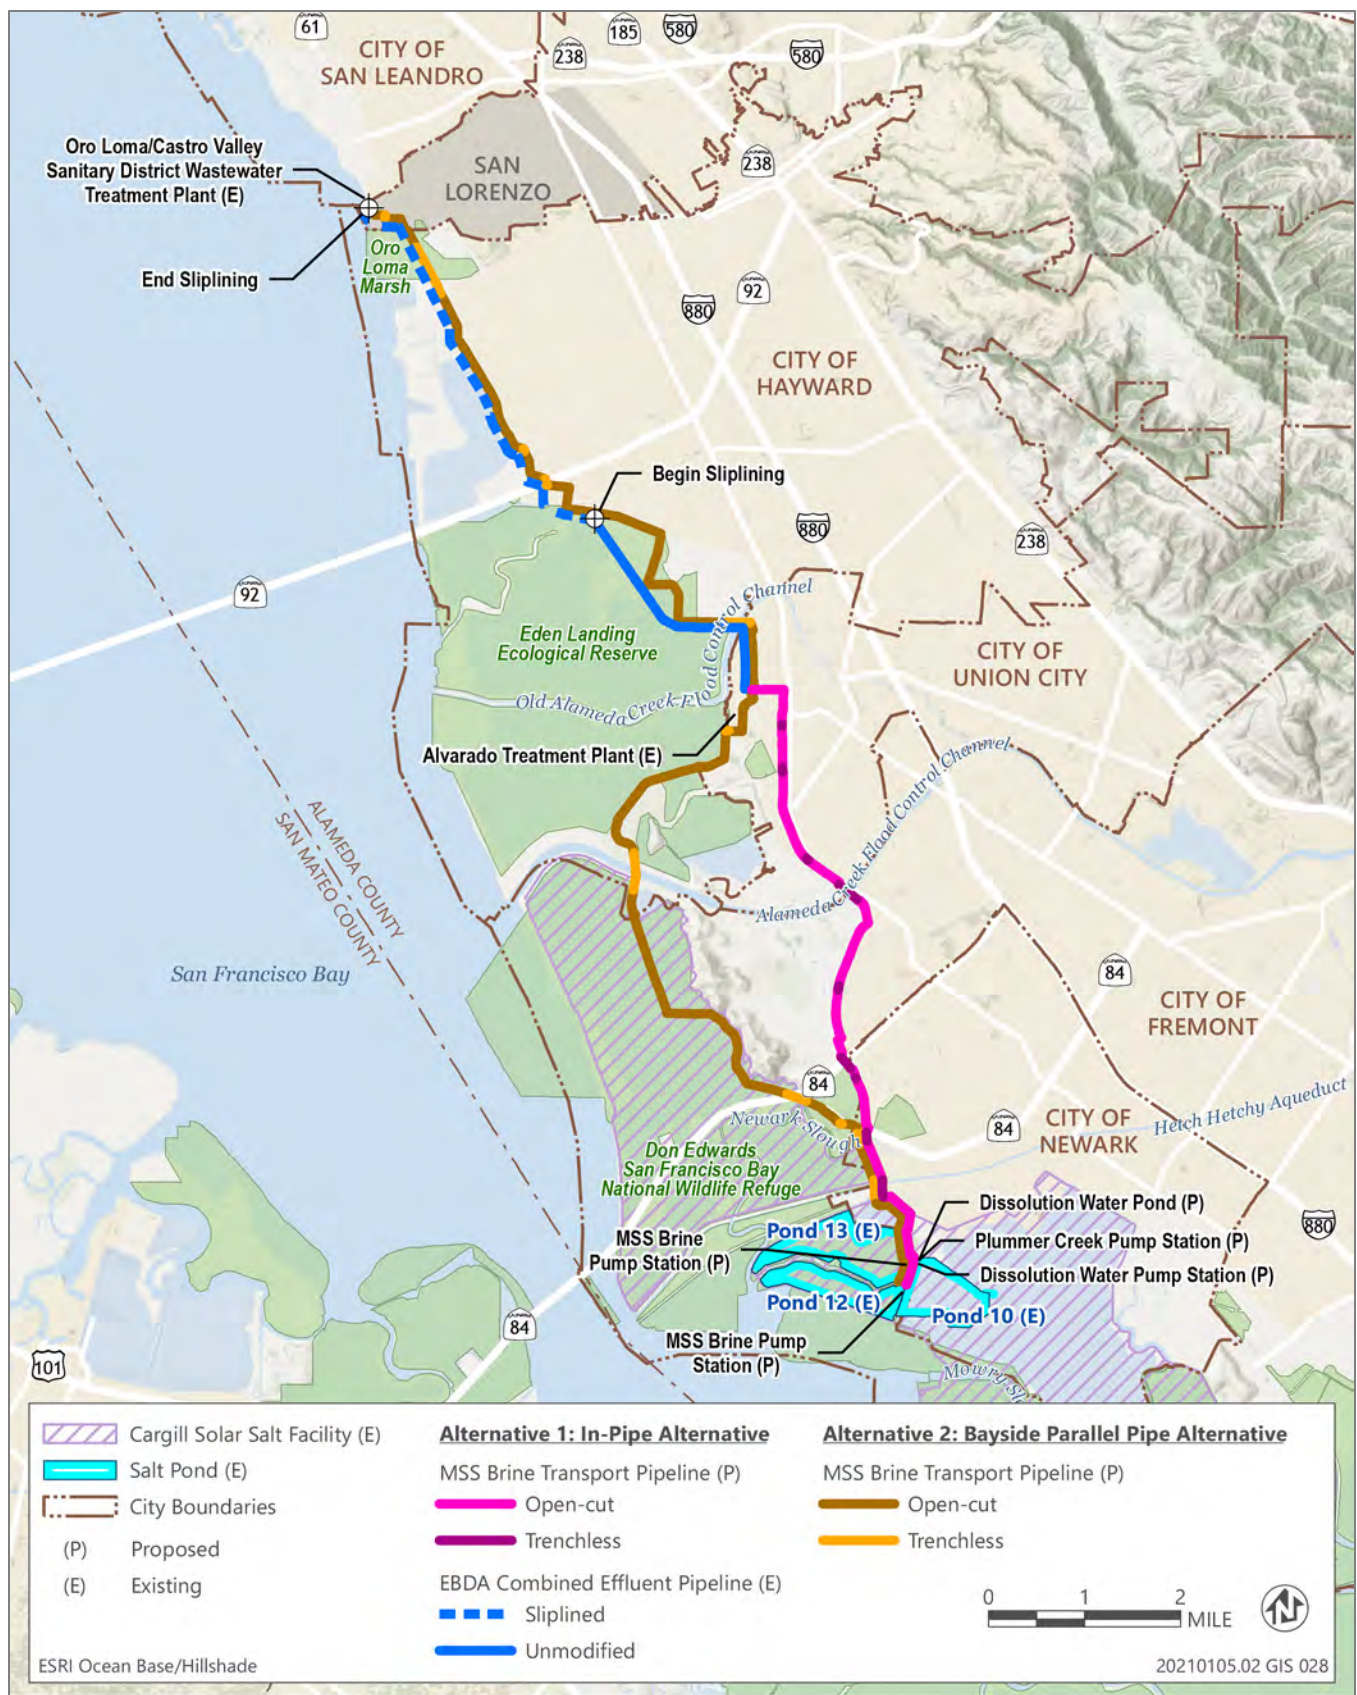 61
185
580
238
580
CITY OF
SAN LEANDRO
Oro Loma/Castro Valley
Sanitary District Wastewater
Treatment Plant (E)
SAN
LORENZO
238
Oro
Loma
Marsh
End Sliplining
92
880
CITY OF
HAYWARD
Begin Sliplining
880
238
92
Old Alameda Creek Flood Control Channel
Eden Landing
Ecological Reserve
CITY OF
UNION CITY
Alvarado Treatment Plant (E)
Alameda Creek Flood Control Channel
ALAMEDA COUNTY
SAN MATEO COUNTY
San Francisco Bay
84
CITY OF
FREMONT
84
Newark Slough
84
CITY OF
NEWARK
Hetch Hetchy Aqueduct
Don Edwards
San Francisco Bay
National Wildlife Refuge
Dissolution Water Pond (P)
880
MSS Brine
Pump Station (P)
Pond 13 (E)
Plummer Creek Pump Station (P)
Dissolution Water Pump Station (P)
Pond 12 (E)
Pond 10 (E)
84
MSS Brine Pump
Station (P)
101
Mowry Slo
Cargill Solar Salt Facility (E)
Salt Pond (E)
City Boundaries
(P) Proposed
(E) Existing
Alternative 1: In-Pipe Alternative
MSS Brine Transport Pipeline (P)
Open-cut
Trenchless
EBDA Combined Effluent Pipeline (E)
Sliplined
Unmodified
Alternative 2: Bayside Parallel Pipe Alternative
MSS Brine Transport Pipeline (P)
Open-cut
Trenchless
0 1 2
MILE
N
ESRI Ocean Base/Hillshade
20210105.02 GIS 028